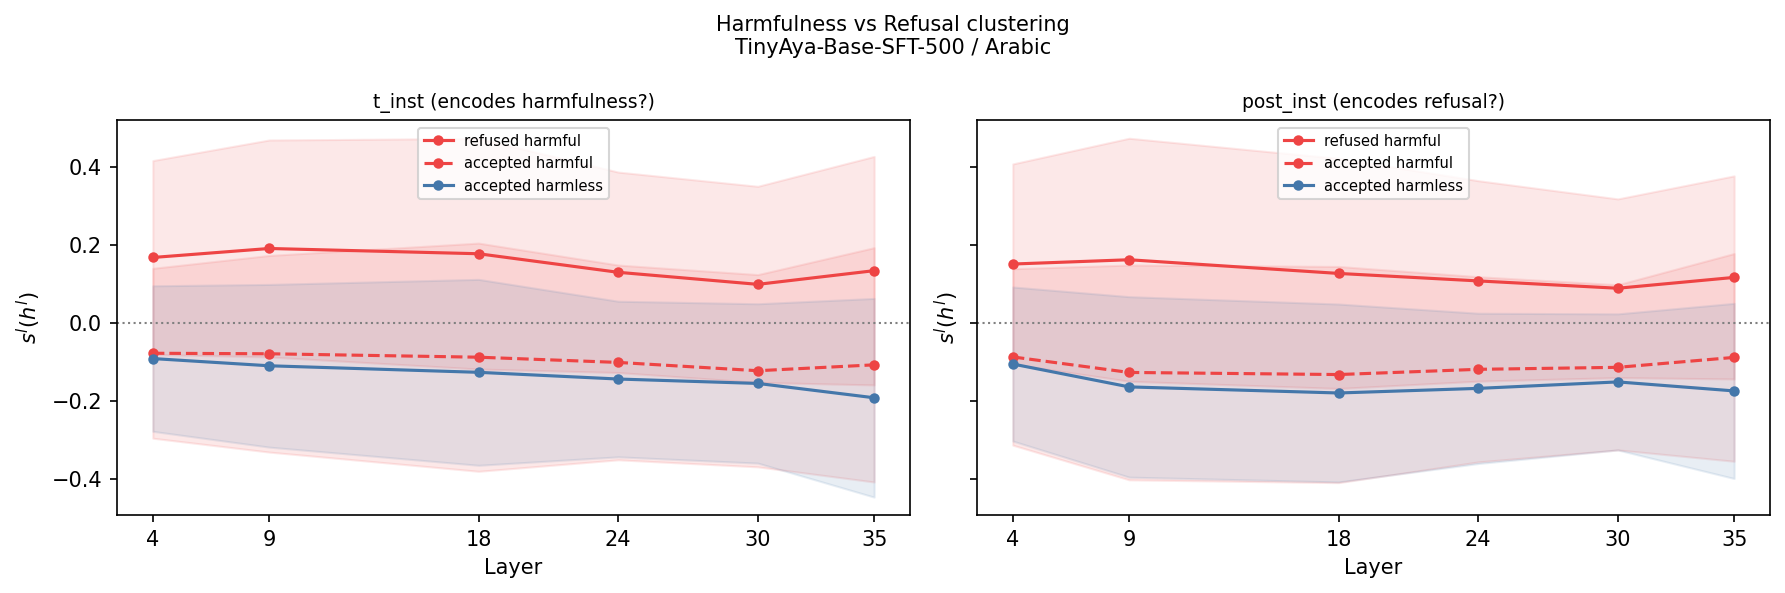 Harmfulness vs Refusal clustering
TinyAya-Base-SFT-500 / Arabic
t_inst (encodes harmfulness?)
refused harmful
accepted harmful
accepted harmless
0.4
0.2
0.0
−0.2
−0.4
s^l(h^l)
4 9 18 24 30 35
Layer
post_inst (encodes refusal?)
refused harmful
accepted harmful
accepted harmless
s^l(h^l)
4 9 18 24 30 35
Layer